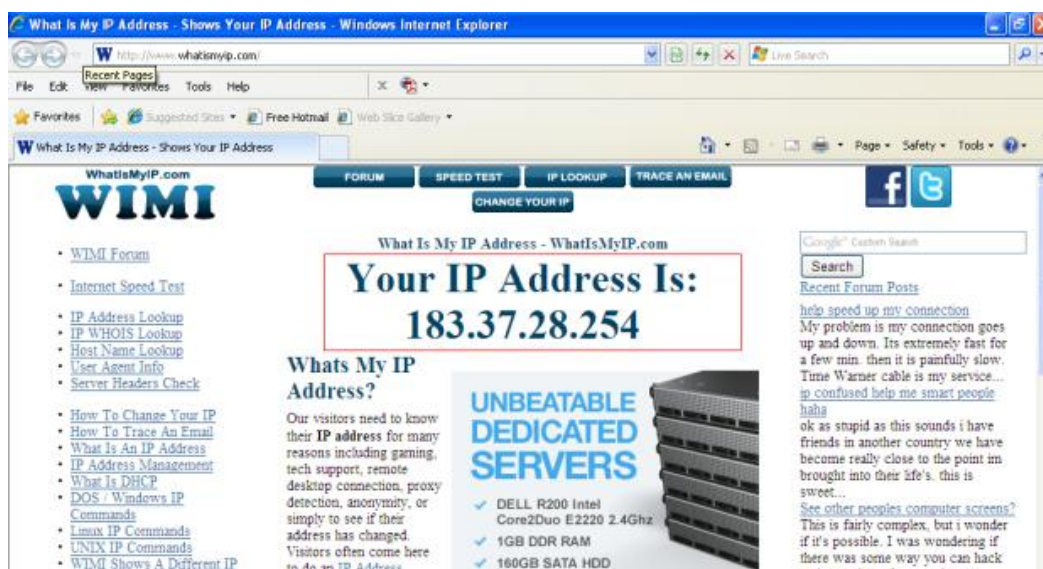 What Is My IP Address - Shows Your IP Address - Windows Internet Explorer
http://www.whatismyip.com/
Live Search
Recent Pages
File Edit View Favorites Tools Help
Favorites Suggested Sites Free Hotmail Web Slice Gallery
What Is My IP Address - Shows Your IP Address
Page Safety Tools
WhatIsMyIP.com
WIMI
FORUM SPEED TEST IP LOOKUP TRACE AN EMAIL
CHANGE YOUR IP
WIMI Forum
Internet Speed Test
IP Address Lookup
IP WHOIS Lookup
Host Name Lookup
User Agent Info
Server Headers Check
How To Change Your IP
How To Trace An Email
What Is An IP Address
IP Address Management
What Is DHCP
DOS / Windows IP
Commands
Linux IP Commands
UNIX IP Commands
WIMI Shows A Different IP
What Is My IP Address - WhatIsMyIP.com
Your IP Address Is:
183.37.28.254
Whats My IP
Address?
Our visitors need to know
their IP address for many
reasons including gaming,
tech support, remote
desktop connection, proxy
detection, anonymity, or
simply to see if their
address has changed.
Visitors often come here
to do an IP Address
UNBEATABLE
DEDICATED
SERVERS
DELL R200 Intel
Core2Duo E2220 2.4Ghz
1GB DDR RAM
160GB SATA HDD
Google Custom Search
Search
Recent Forum Posts
help speed up my connection
My problem is my connection goes
up and down. Its extremely fast for
a few min. then it is painfully slow.
Time Warner cable is my service...
ip confused help me smart people
haha
ok as stupid as this sounds i have
friends in another country we have
become really close to the point im
brought into their life's. this is
sweet...
See other peoples computer screens?
This is fairly complex, but i wonder
if it's possible. I was wondering if
there was some way you can hack